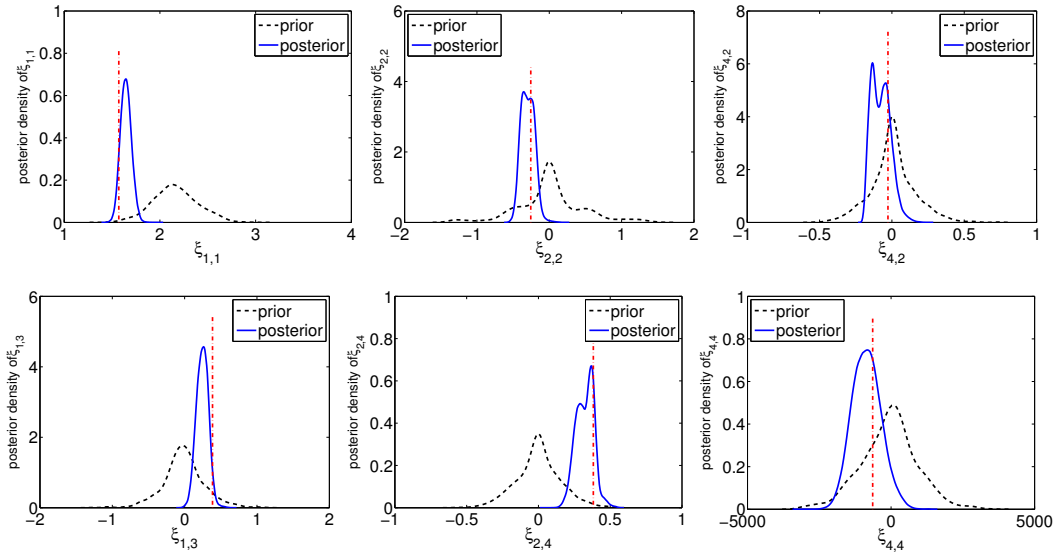 prior
posterior
posterior density of ξ1,1
1
0.8
0.6
0.4
0.2
0
1 2 3 4
ξ1,1
prior
posterior
posterior density of ξ2,2
6
4
2
0
−2 −1 0 1 2
ξ2,2
prior
posterior
posterior density of ξ4,2
8
6
4
2
0
−1 −0.5 0 0.5 1
ξ4,2
prior
posterior
posterior density of ξ1,3
6
4
2
0
−2 −1 0 1 2
ξ1,3
prior
posterior
posterior density of ξ2,4
1
0.8
0.6
0.4
0.2
0
−1 −0.5 0 0.5 1
ξ2,4
prior
posterior
posterior density of ξ4,4
1
0.8
0.6
0.4
0.2
0
−5000 0 5000
ξ4,4